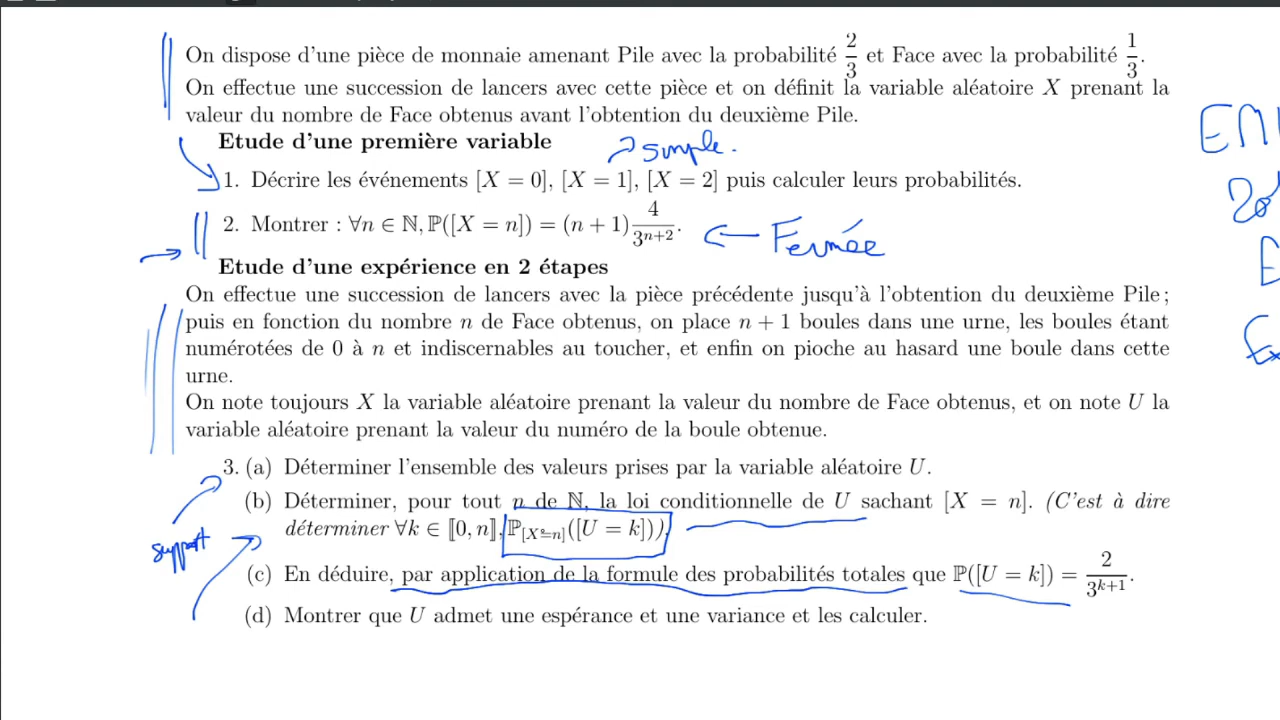 On dispose d'une pièce de monnaie amenant Pile avec la probabilité 2/3 et Face avec la probabilité 1/3.
On effectue une succession de lancers avec cette pièce et on définit la variable aléatoire X prenant la
valeur du nombre de Face obtenus avant l'obtention du deuxième Pile.
Etude d'une première variable
simple.
1. Décrire les événements [X = 0], [X = 1], [X = 2] puis calculer leurs probabilités.
2. Montrer : ∀n ∈ ℕ, ℙ([X = n]) = (n + 1) 4/3ⁿ⁺².
Fermée
Etude d'une expérience en 2 étapes
On effectue une succession de lancers avec la pièce précédente jusqu'à l'obtention du deuxième Pile ;
puis en fonction du nombre n de Face obtenus, on place n + 1 boules dans une urne, les boules étant
numérotées de 0 à n et indiscernables au toucher, et enfin on pioche au hasard une boule dans cette
urne.
On note toujours X la variable aléatoire prenant la valeur du nombre de Face obtenus, et on note U la
variable aléatoire prenant la valeur du numéro de la boule obtenue.
3. (a) Déterminer l'ensemble des valeurs prises par la variable aléatoire U.
(b) Déterminer, pour tout n de ℕ, la loi conditionnelle de U sachant [X = n]. (C'est à dire
déterminer ∀k ∈ ⟦0, n⟧, ℙ[X=n]([U = k])).
support
(c) En déduire, par application de la formule des probabilités totales que ℙ([U = k]) = 2/3ᵏ⁺¹.
(d) Montrer que U admet une espérance et une variance et les calculer.